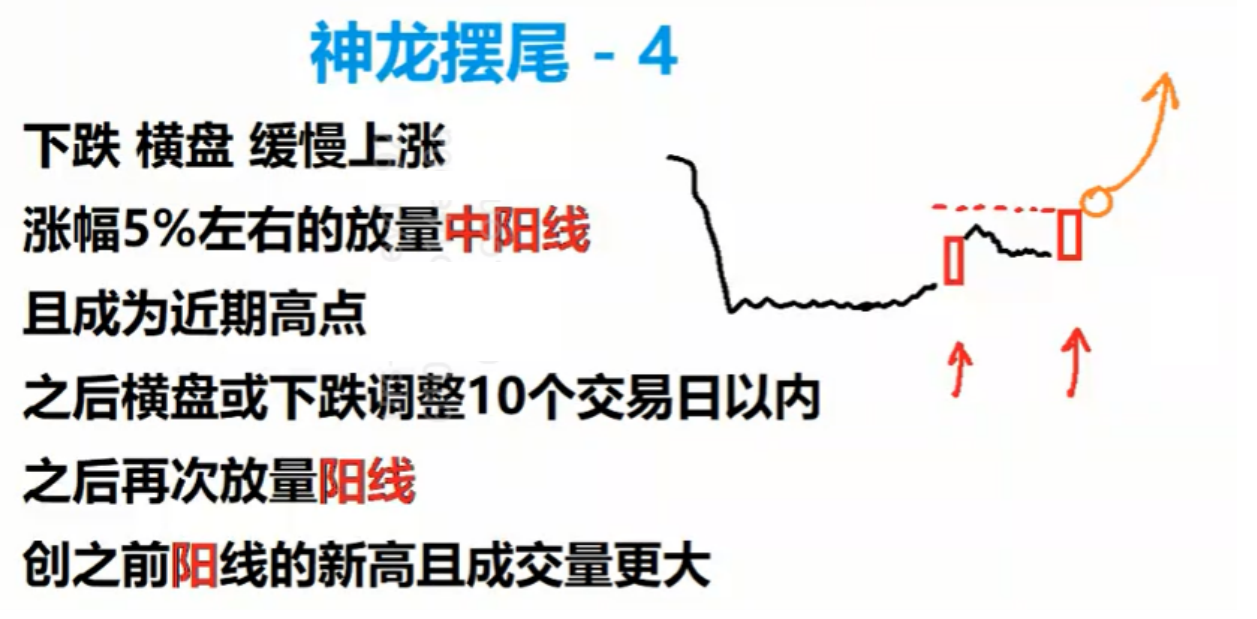 神龙摆尾 - 4
下跌 横盘 缓慢上涨
涨幅5%左右的放量中阳线
且成为近期高点
之后横盘或下跌调整10个交易日以内
之后再次放量阳线
创之前阳线的新高且成交量更大